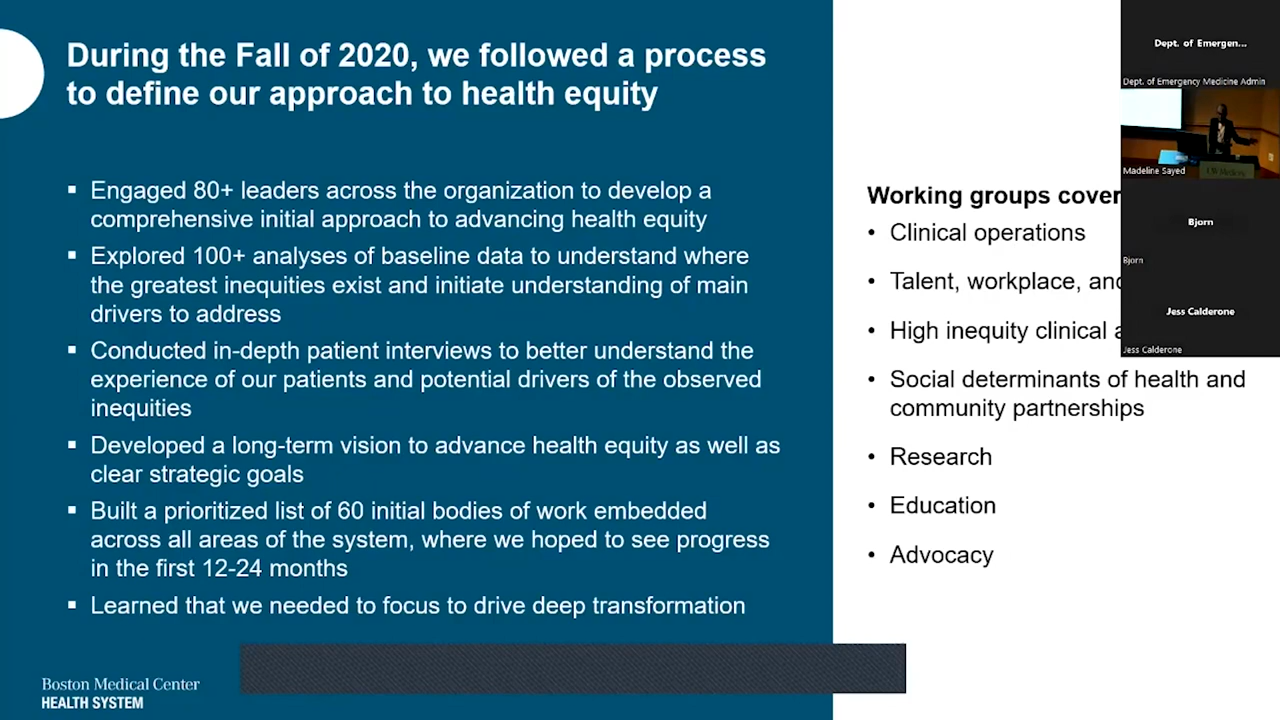 During the Fall of 2020, we followed a process
to define our approach to health equity
▪ Engaged 80+ leaders across the organization to develop a
comprehensive initial approach to advancing health equity
▪ Explored 100+ analyses of baseline data to understand where
the greatest inequities exist and initiate understanding of main
drivers to address
▪ Conducted in-depth patient interviews to better understand the
experience of our patients and potential drivers of the observed
inequities
▪ Developed a long-term vision to advance health equity as well as
clear strategic goals
▪ Built a prioritized list of 60 initial bodies of work embedded
across all areas of the system, where we hoped to see progress
in the first 12-24 months
▪ Learned that we needed to focus to drive deep transformation
Boston Medical Center
HEALTH SYSTEM
Working groups cover
• Clinical operations
• Talent, workplace, and
• High inequity clinical
• Social determinants of health and
community partnerships
• Research
• Education
• Advocacy
Dept. of Emergen...
Dept. of Emergency Medicine Admin
UW Medicine
Madeline Sayed
Bjorn
Bjorn
Jess Calderone
Jess Calderone